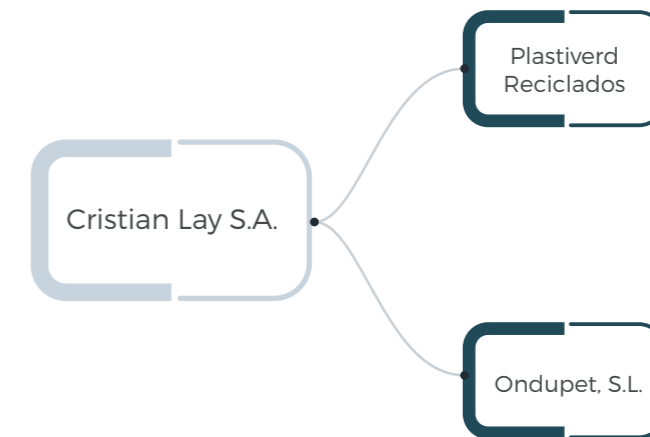 Plastiverd
Reciclados
Cristian Lay S.A.
Ondupet, S.L.